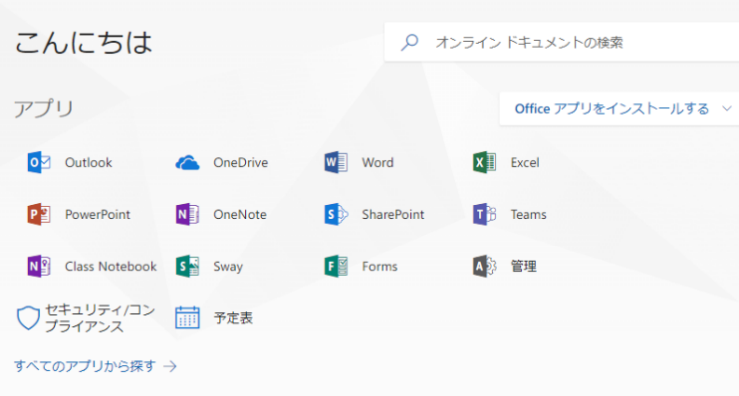 こんにちは
オンライン ドキュメントの検索
アプリ
Office アプリをインストールする
Outlook
OneDrive
Word
Excel
PowerPoint
OneNote
SharePoint
Teams
Class Notebook
Sway
Forms
管理
セキュリティ/コン
プライアンス
予定表
すべてのアプリから探す →